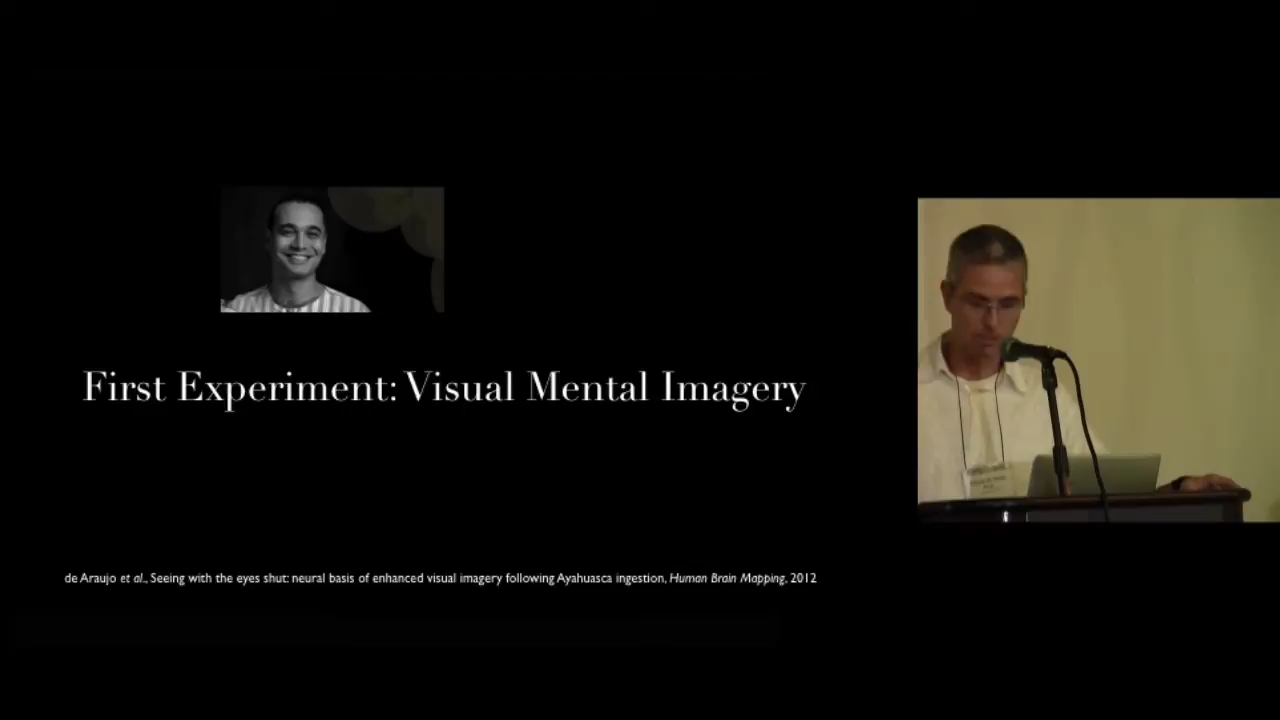 First Experiment: Visual Mental Imagery
de Araujo et al., Seeing with the eyes shut: neural basis of enhanced visual imagery following Ayahuasca ingestion, Human Brain Mapping, 2012